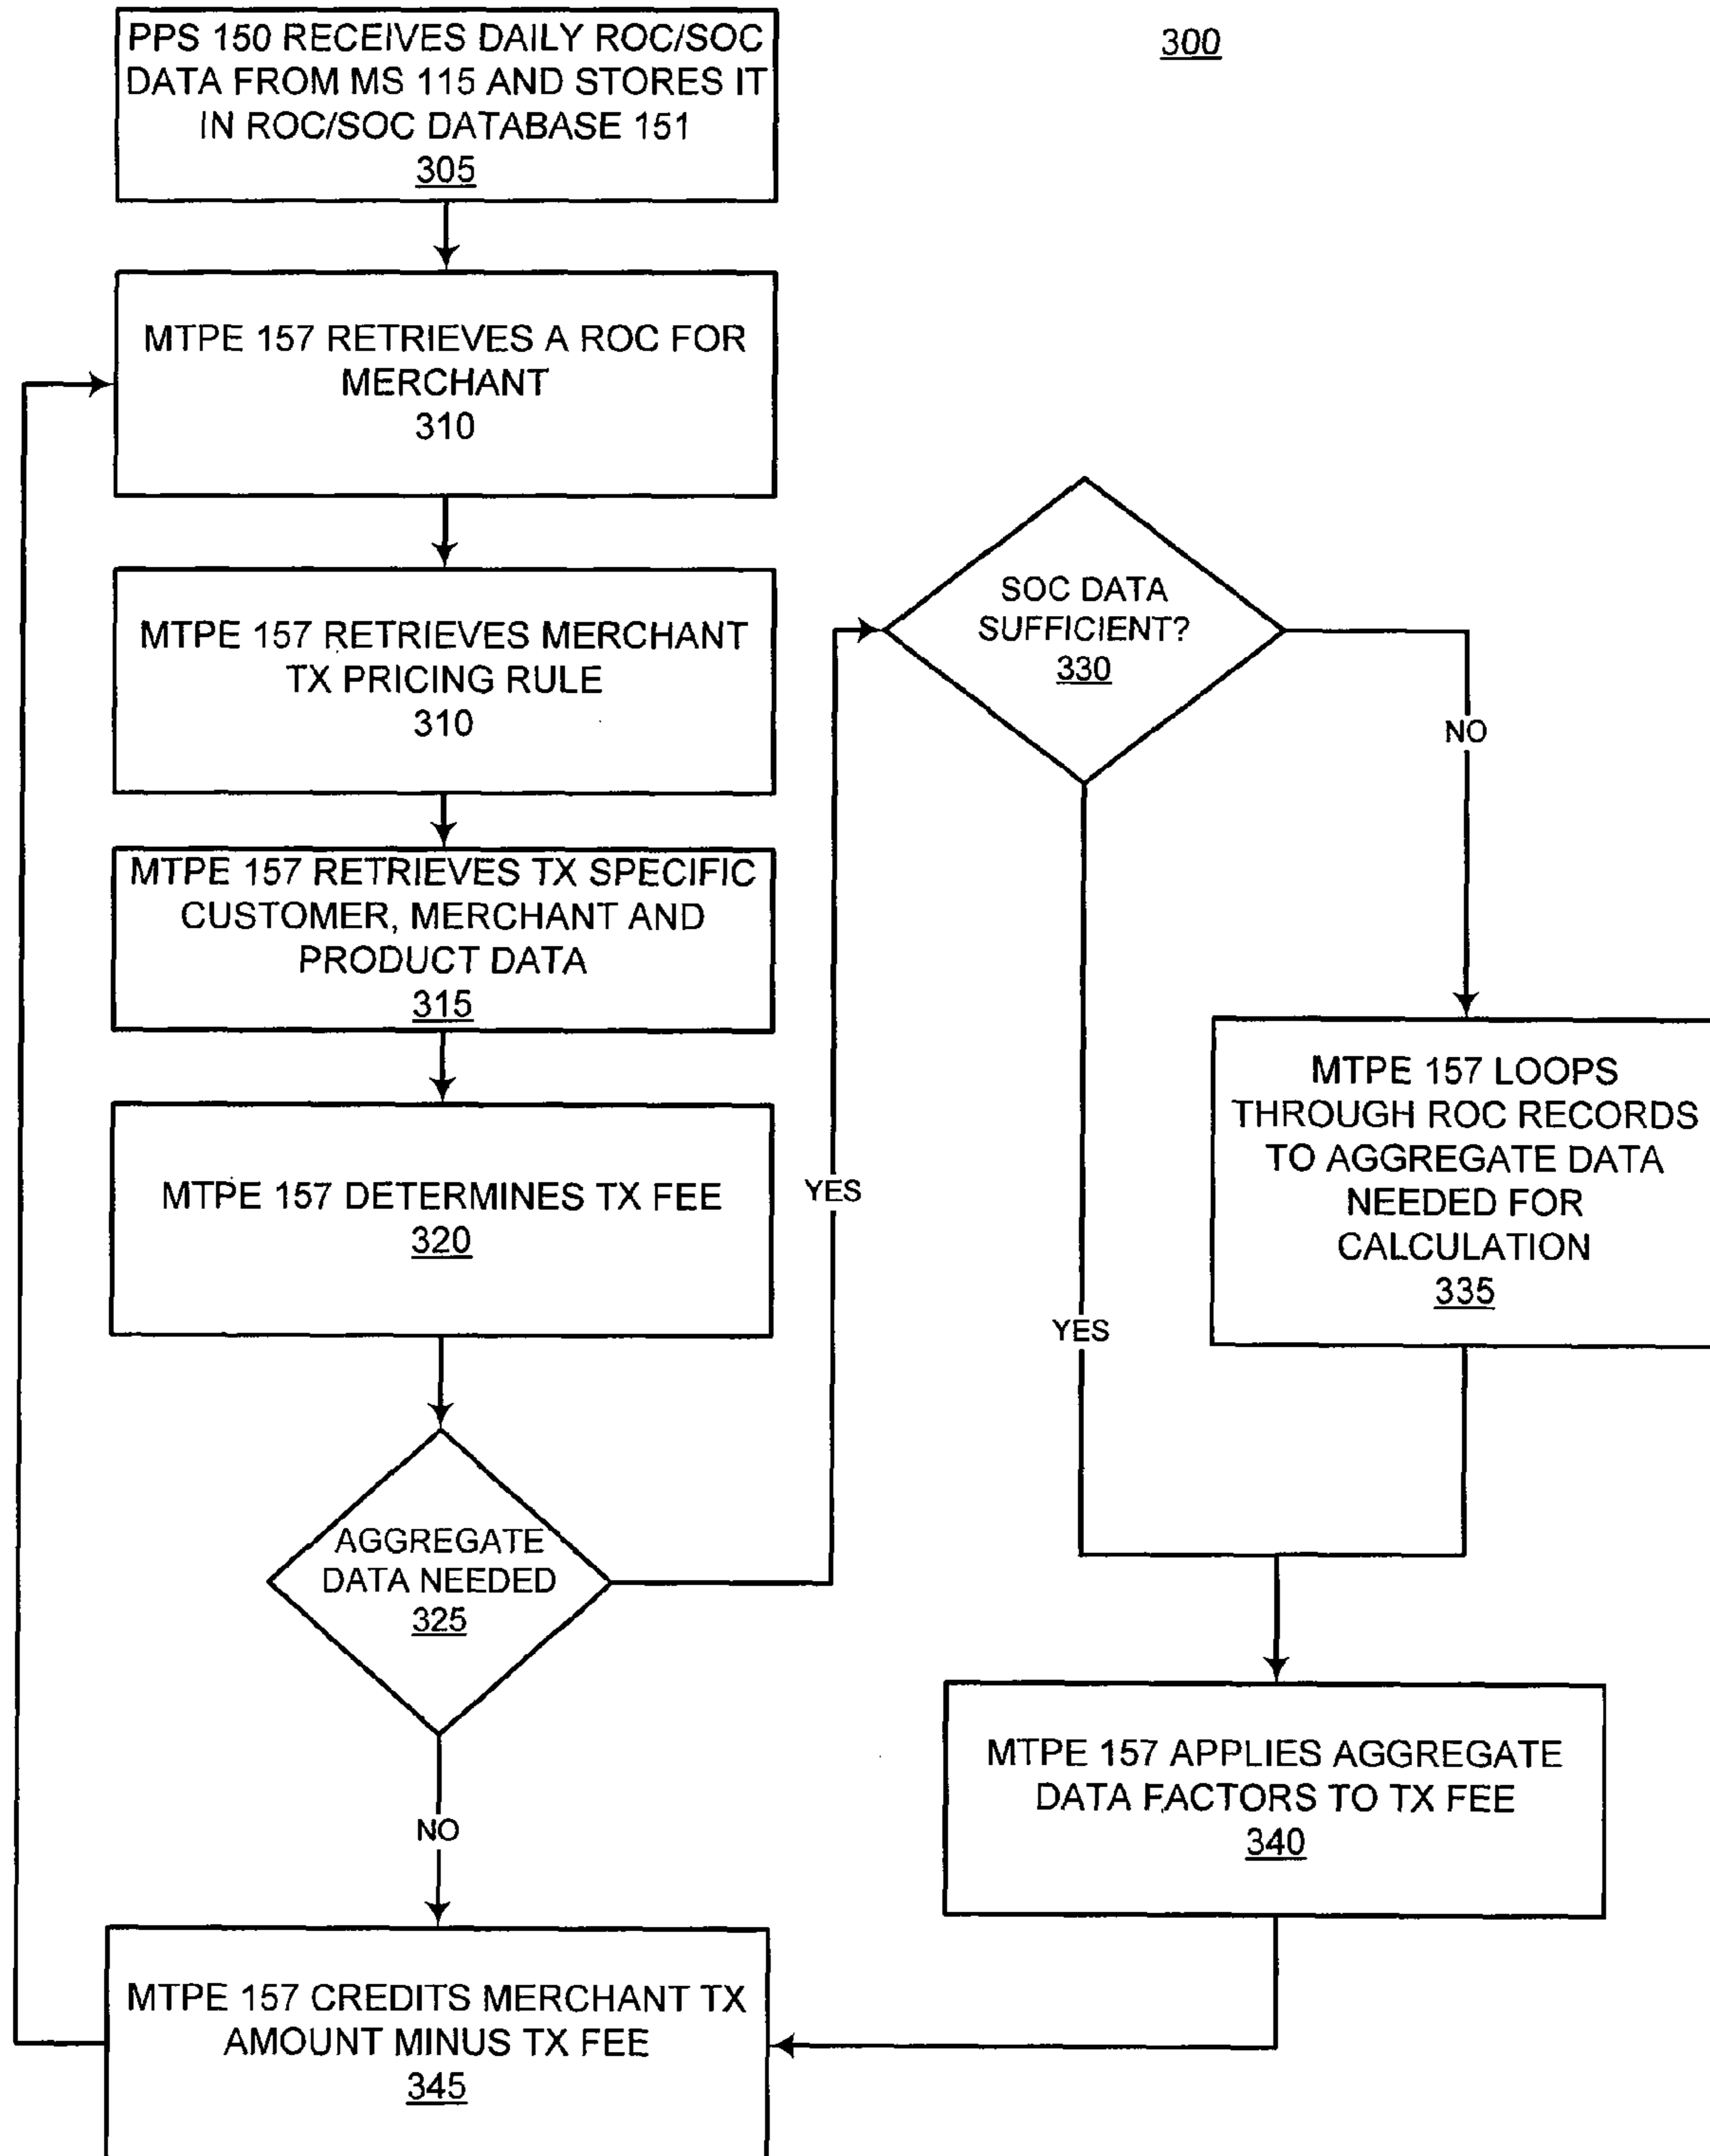 300
PPS 150 RECEIVES DAILY ROC/SOC
DATA FROM MS 115 AND STORES IT
IN ROC/SOC DATABASE 151
305
MTPE 157 RETRIEVES A ROC FOR
MERCHANT
310
MTPE 157 RETRIEVES MERCHANT
TX PRICING RULE
310
MTPE 157 RETRIEVES TX SPECIFIC
CUSTOMER, MERCHANT AND
PRODUCT DATA
315
MTPE 157 DETERMINES TX FEE
320
AGGREGATE
DATA NEEDED
325
YES
NO
SOC DATA
SUFFICIENT?
330
NO
YES
MTPE 157 LOOPS
THROUGH ROC RECORDS
TO AGGREGATE DATA
NEEDED FOR
CALCULATION
335
MTPE 157 APPLIES AGGREGATE
DATA FACTORS TO TX FEE
340
MTPE 157 CREDITS MERCHANT TX
AMOUNT MINUS TX FEE
345